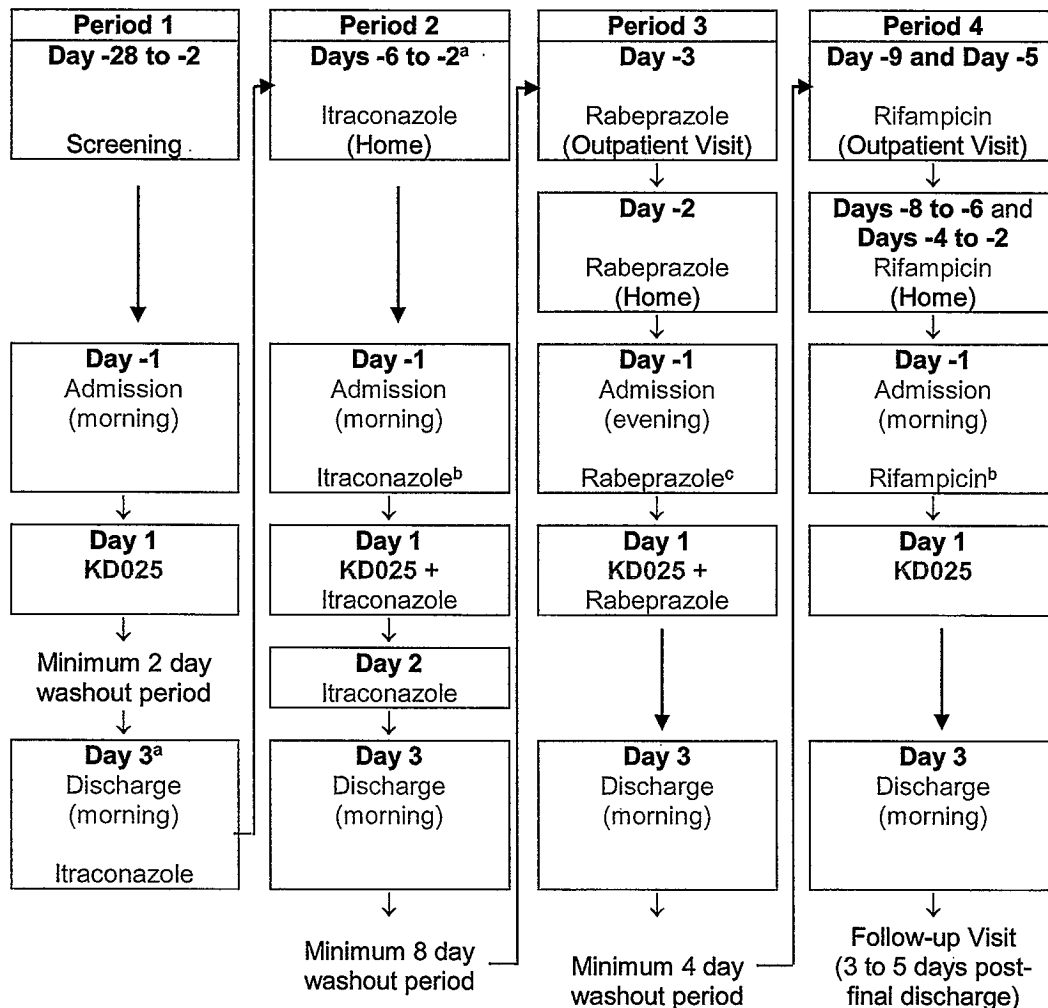 Period 1
Day -28 to -2
Screening
Day -1
Admission
(morning)
Day 1
KD025
Minimum 2 day
washout period
Day 3ᵃ
Discharge
(morning)
Itraconazole
Period 2
Days -6 to -2ᵃ
Itraconazole
(Home)
Day -1
Admission
(morning)
Itraconazoleᵇ
Day 1
KD025 +
Itraconazole
Day 2
Itraconazole
Day 3
Discharge
(morning)
Minimum 8 day
washout period
Period 3
Day -3
Rabeprazole
(Outpatient Visit)
Day -2
Rabeprazole
(Home)
Day -1
Admission
(evening)
Rabeprazoleᶜ
Day 1
KD025 +
Rabeprazole
Day 3
Discharge
(morning)
Minimum 4 day
washout period
Period 4
Day -9 and Day -5
Rifampicin
(Outpatient Visit)
Days -8 to -6 and
Days -4 to -2
Rifampicin
(Home)
Day -1
Admission
(morning)
Rifampicinᵇ
Day 1
KD025
Day 3
Discharge
(morning)
Follow-up Visit
(3 to 5 days post-
final discharge)